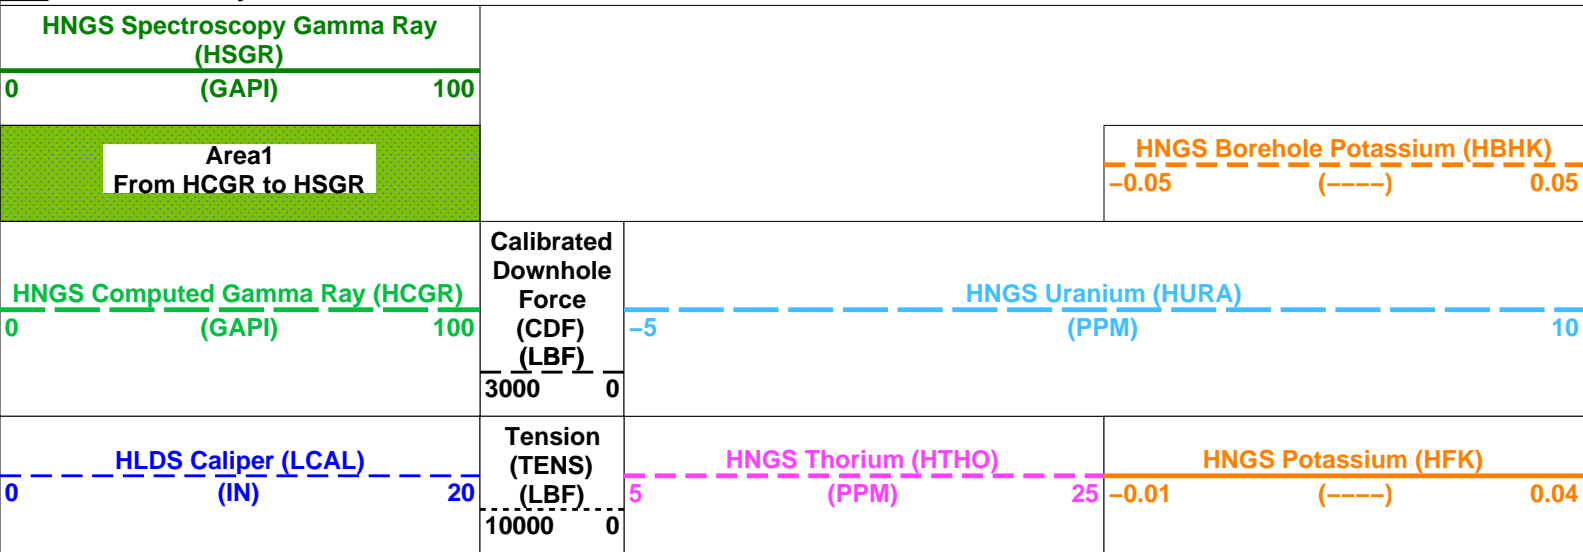 HNGS Spectroscopy Gamma Ray
(HSGR)
0 (GAPI) 100
Area1
From HCGR to HSGR
HNGS Borehole Potassium (HBHK)
−0.05 (−−−−) 0.05
HNGS Computed Gamma Ray (HCGR)
0 (GAPI) 100
Calibrated
Downhole
Force
(CDF)
(LBF)
3000 0
HNGS Uranium (HURA)
−5 (PPM) 10
HLDS Caliper (LCAL)
0 (IN) 20
Tension
(TENS)
(LBF)
10000 0
HNGS Thorium (HTHO)
5 (PPM) 25
HNGS Potassium (HFK)
−0.01 (−−−−) 0.04